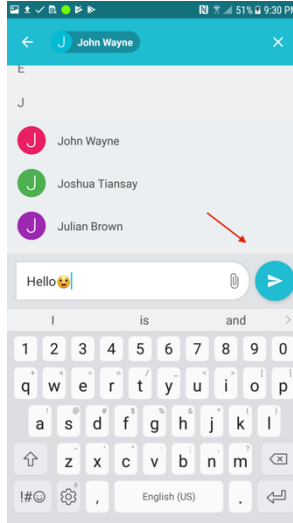 51% 9:30 PM
J John Wayne
E
J
J John Wayne
J Joshua Tiansay
J Julian Brown
Hello😉
I is and
1 2 3 4 5 6 7 8 9 0
q w e r t y u i o p
a s d f g h j k l
z x c v b n m
!#☺ , English (US) .